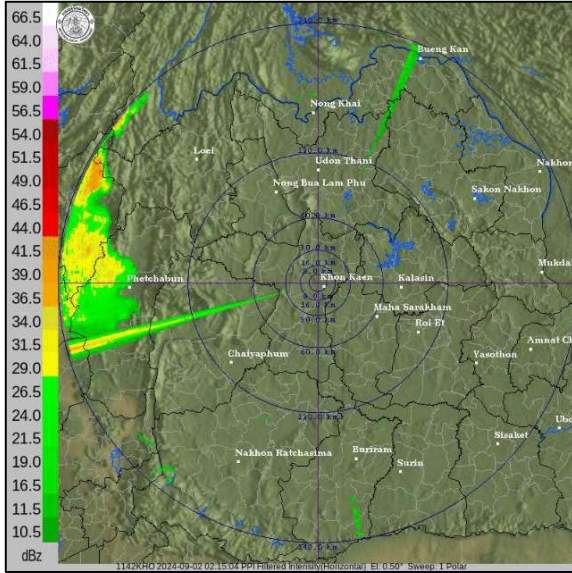 66.5
64.0
61.5
59.0
56.5
54.0
51.5
49.0
46.5
44.0
41.5
39.0
36.5
34.0
31.5
29.0
26.5
24.0
21.5
19.0
16.5
13.0
10.5
dBz
Bueng Kan
Nong Khai
Loei
Udon Thani
Nakhon
Nong Bua Lam Phu
Sakon Nakhon
Mukdal
Phetchabun
Khon Kaen
Kalasin
Maha Sarakham
Roi Et
Chaiyaphum
Yasothon
Amnat Ch
Ubo
Sisaket
Nakhon Ratchasima
Buriram
Surin
1142KHO 2024-09-02 02:15:04 PPI Filtered Intensity(Horizontal) El: 0.50° Sweep: 1 Polar